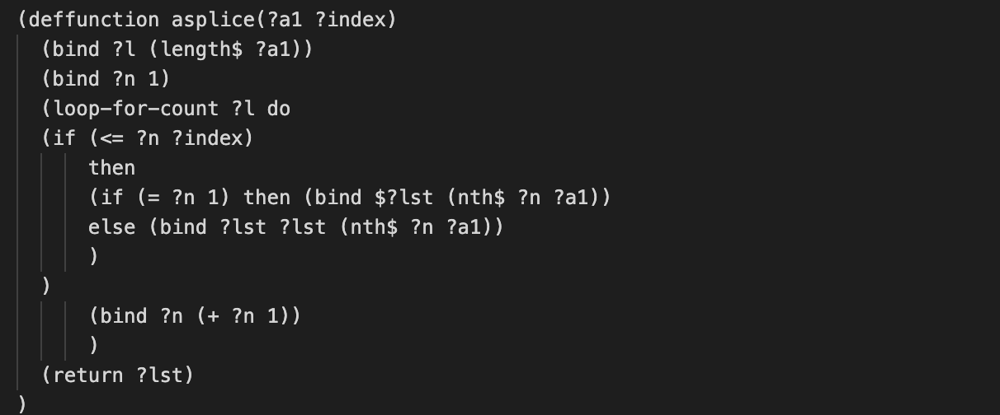 (deffunction asplice(?a1 ?index)
(bind ?l (length$ ?a1))
(bind ?n 1)
(loop-for-count ?l do
(if (<= ?n ?index)
then
(if (= ?n 1) then (bind $?lst (nth$ ?n ?a1))
else (bind ?lst ?lst (nth$ ?n ?a1))
)
)
(bind ?n (+ ?n 1))
)
(return ?lst)
)